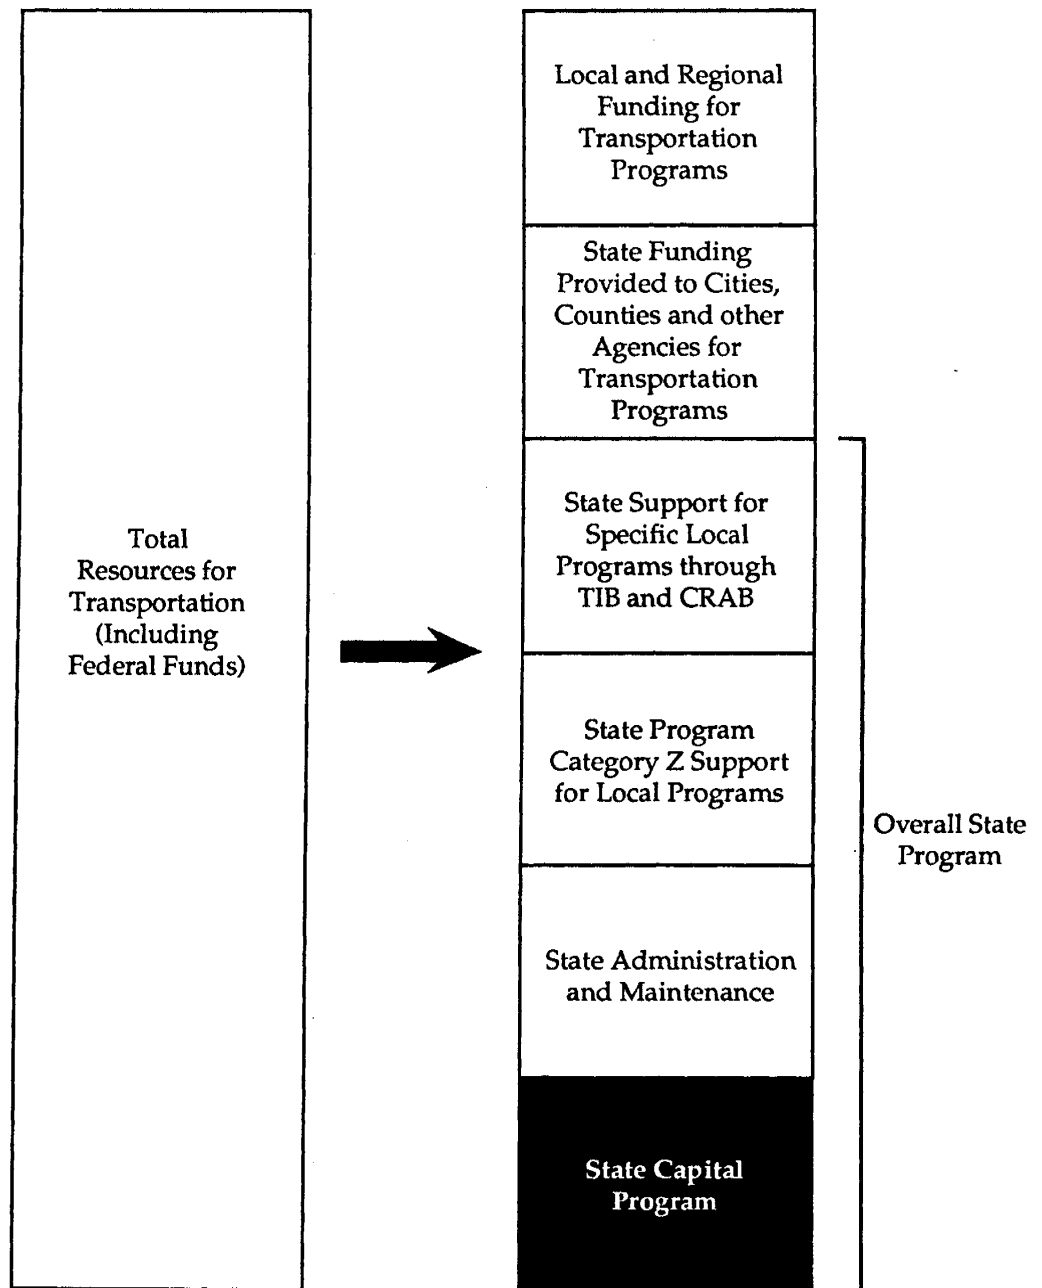 Total
Resources for
Transportation
(Including
Federal Funds)
Local and Regional
Funding for
Transportation
Programs
State Funding
Provided to Cities,
Counties and other
Agencies for
Transportation
Programs
State Support for
Specific Local
Programs through
TIB and CRAB
State Program
Category Z Support
for Local Programs
State Administration
and Maintenance
State Capital
Program
Overall State
Program